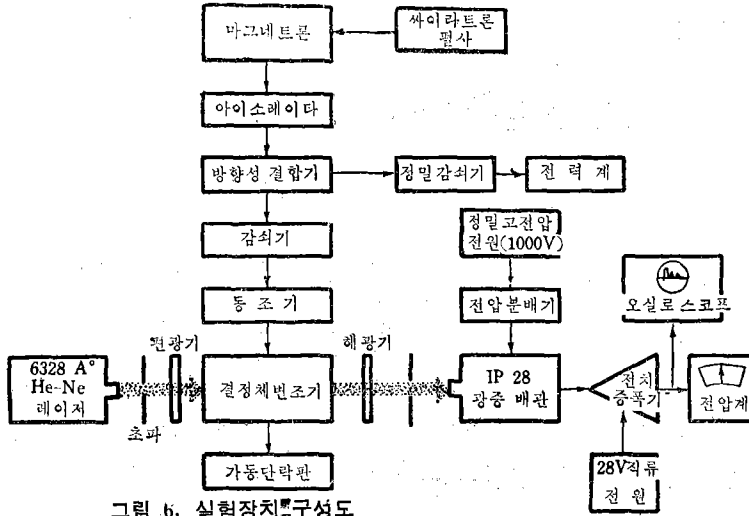 마그네트론
싸이라트론
펄사
아이소레이타
방향성 결합기
정밀감쇠기
전 력 계
감쇠기
정밀고전압
전원(1000V)
동 조 기
전압분배기
오실로스코프
편광기
해광기
6328 A°
He-Ne
레이저
결정체변조기
IP 28
광증 배관
전치
증폭기
전압계
초파
가동단락판
28V직류
전 원
그림 6. 실험장치 구성도